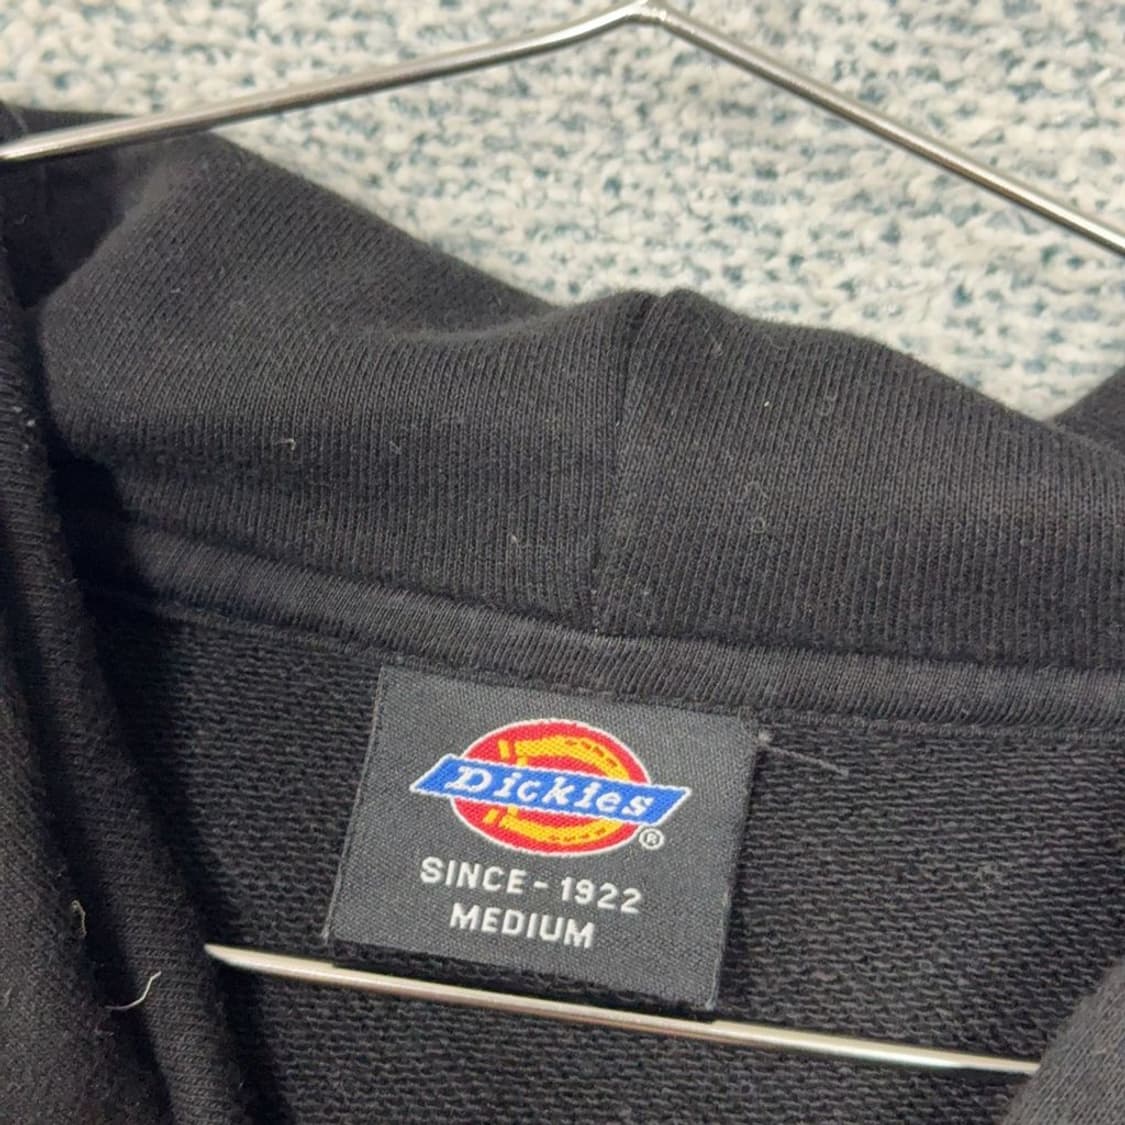 Dickies
®
SINCE - 1922
MEDIUM